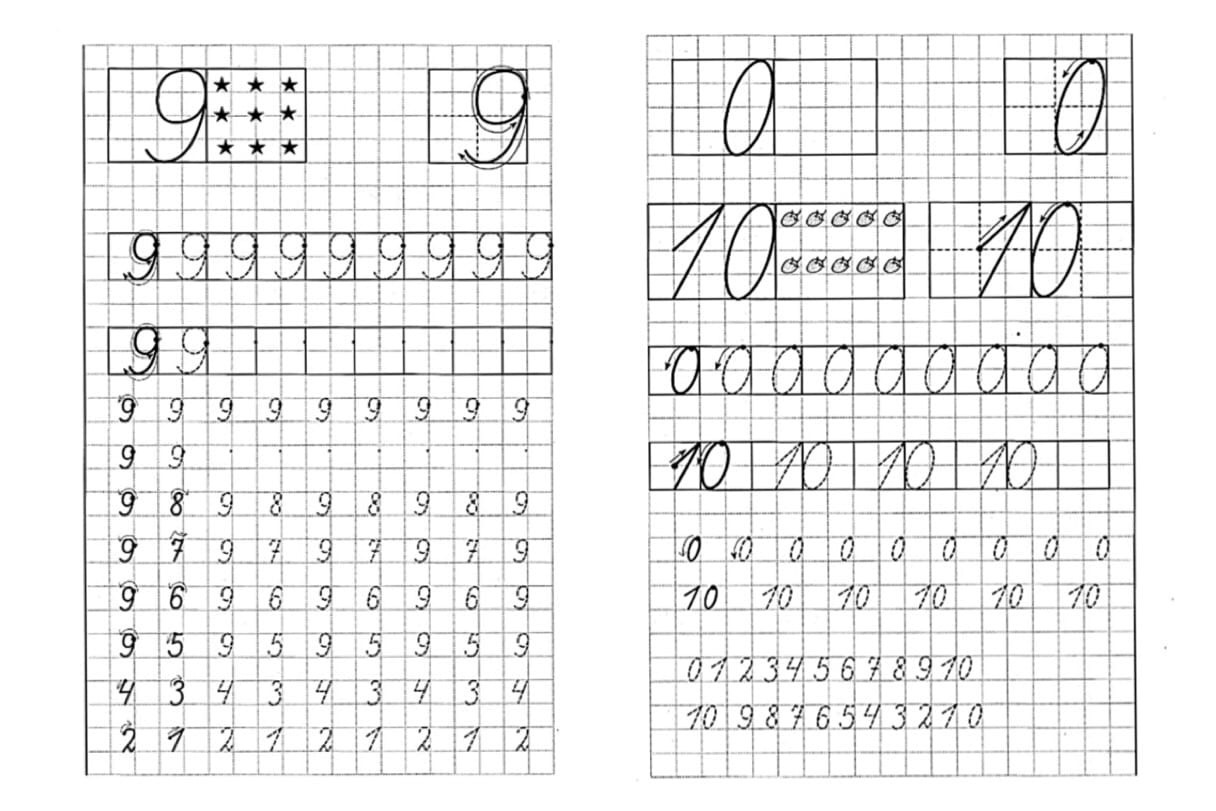 9 9
9 9 9 9 9 9 9 9 9
9 9
9 9 9 9 9 9 9 9 9
9 9
9 8 9 8 9 8 9 8 9
9 7 9 7 9 7 9 7 9
9 6 9 6 9 6 9 6 9
9 5 9 5 9 5 9 5 9
4 3 4 3 4 3 4 3 4
2 1 2 1 2 1 2 1 2
0 0
10 10
0 0 0 0 0 0 0 0 0
10 10 10 10
0 0 0 0 0 0 0 0 0
10 10 10 10 10 10
0 1 2 3 4 5 6 7 8 9 10
10 9 8 7 6 5 4 3 2 1 0